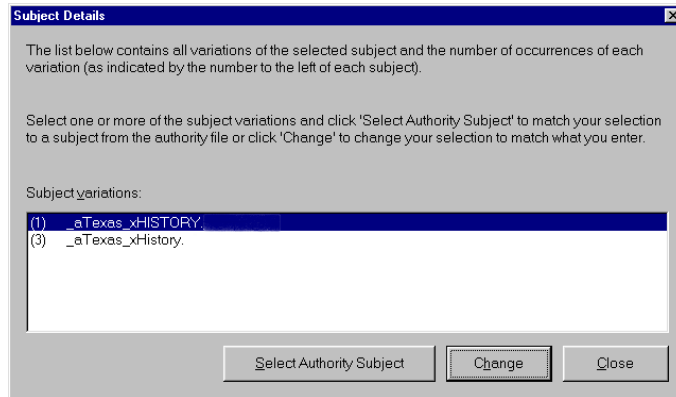 Subject Details
The list below contains all variations of the selected subject and the number of occurrences of each
variation (as indicated by the number to the left of each subject).
Select one or more of the subject variations and click 'Select Authority Subject' to match your selection
to a subject from the authority file or click 'Change' to change your selection to match what you enter.
Subject variations:
(1) _aTexas_xHISTORY.
(3) _aTexas_xHistory.
Select Authority Subject Change Close